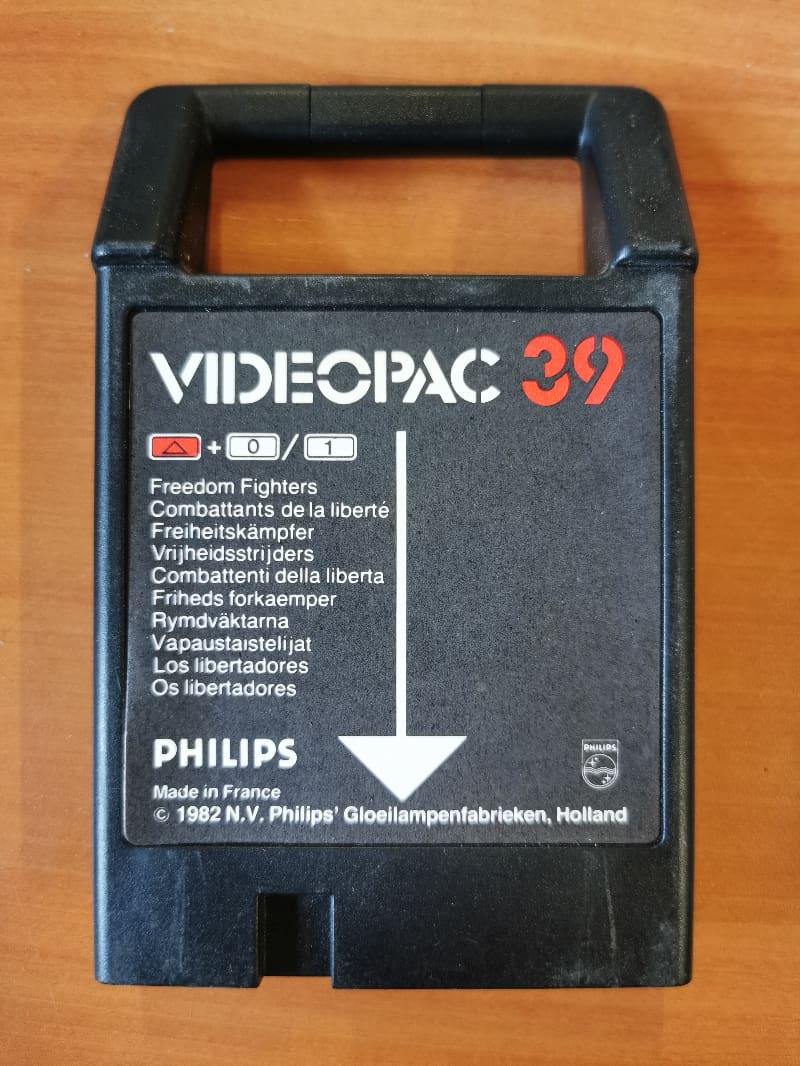 VIDEOPAC 39
+ 0 / 1
Freedom Fighters
Combattants de la liberté
Freiheitskämpfer
Vrijheidsstrijders
Combattenti della liberta
Friheds forkaemper
Rymdväktarna
Vapaustaistelijat
Los libertadores
Os libertadores
PHILIPS
PHILIPS
Made in France
© 1982 N.V. Philips' Gloeilampenfabrieken, Holland